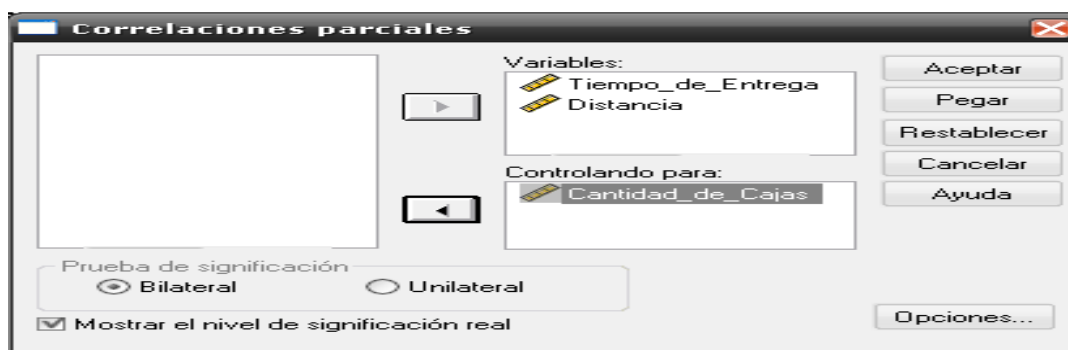 Correlaciones parciales
Variables:
Tiempo_de_Entrega
Distancia
Controlando para:
Cantidad_de_Cajas
Aceptar
Pegar
Restablecer
Cancelar
Ayuda
Prueba de significación
Bilateral
Unilateral
Mostrar el nivel de significación real
Opciones...